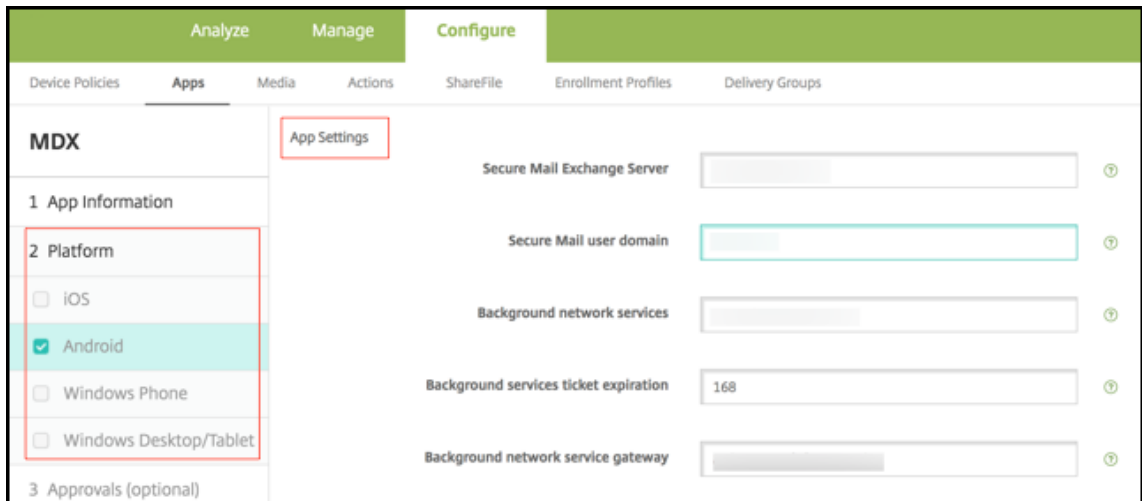 Analyze Manage Configure
Device Policies Apps Media Actions ShareFile Enrollment Profiles Delivery Groups
MDX
1 App Information
2 Platform
iOS
Android
Windows Phone
Windows Desktop/Tablet
3 Approvals (optional)
App Settings
Secure Mail Exchange Server
Secure Mail user domain
Background network services
Background services ticket expiration 168
Background network service gateway